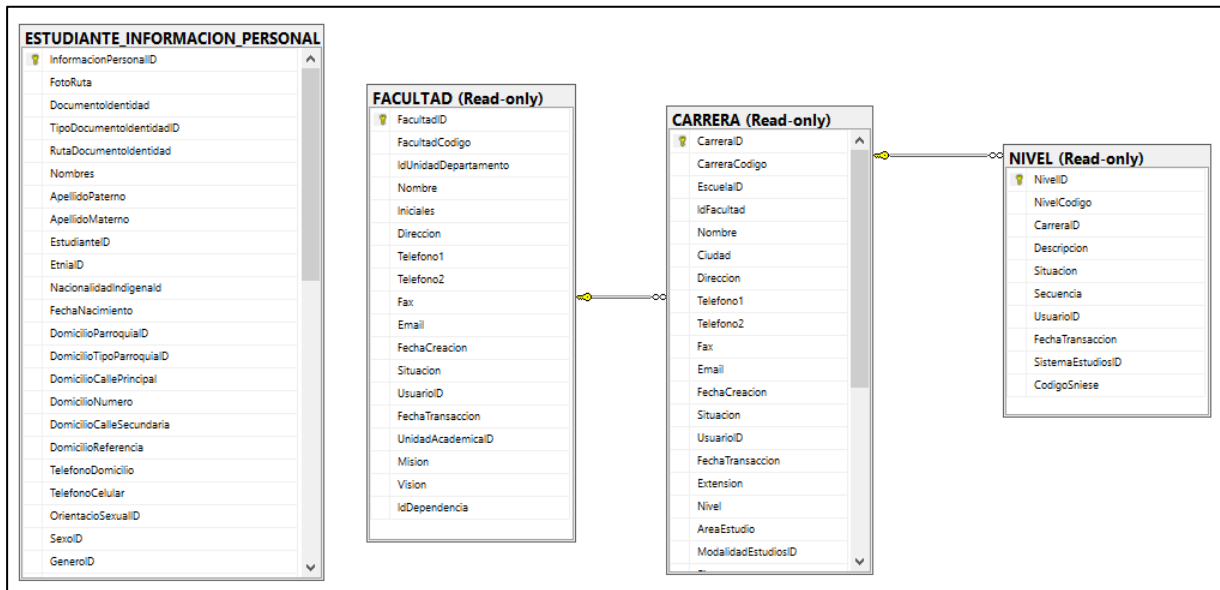 ESTUDIANTE_INFORMACION_PERSONAL
InformacionPersonalID
FotoRuta
DocumentoIdentidad
TipoDocumentoIdentidadID
RutaDocumentoIdentidad
Nombres
ApellidoPaterno
ApellidoMaterno
EstudianteID
EtniaID
NacionalidadIndigenaId
FechaNacimiento
DomicilioParroquiaID
DomicilioTipoParroquiaID
DomicilioCallePrincipal
DomicilioNumero
DomicilioCalleSecundaria
DomicilioReferencia
TelefonoDomicilio
TelefonoCelular
OrientacioSexualID
SexoID
GeneroID
FACULTAD (Read-only)
FacultadID
FacultadCodigo
IdUnidadDepartamento
Nombre
Iniciales
Direccion
Telefono1
Telefono2
Fax
Email
FechaCreacion
Situacion
UsuarioID
FechaTransaccion
UnidadAcademicaID
Mision
Vision
IdDependencia
CARRERA (Read-only)
CarreraID
CarreraCodigo
EscuelaID
IdFacultad
Nombre
Ciudad
Direccion
Telefono1
Telefono2
Fax
Email
FechaCreacion
Situacion
UsuarioID
FechaTransaccion
Extension
Nivel
AreaEstudio
ModalidadEstudiosID
NIVEL (Read-only)
NivelID
NivelCodigo
CarreraID
Descripcion
Situacion
Secuencia
UsuarioID
FechaTransaccion
SistemaEstudiosID
CodigoSniese